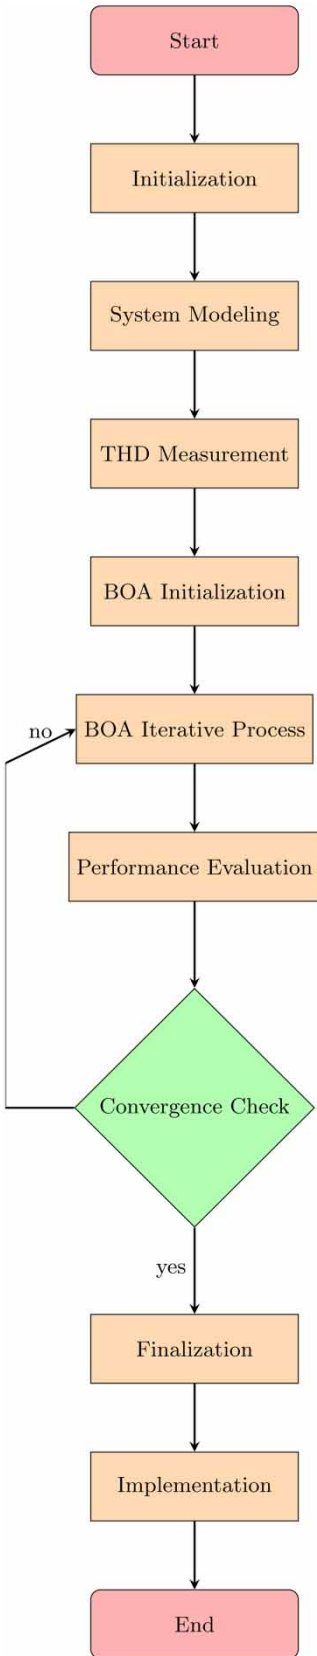 Start
Initialization
System Modeling
THD Measurement
BOA Initialization
no
BOA Iterative Process
Performance Evaluation
Convergence Check
yes
Finalization
Implementation
End